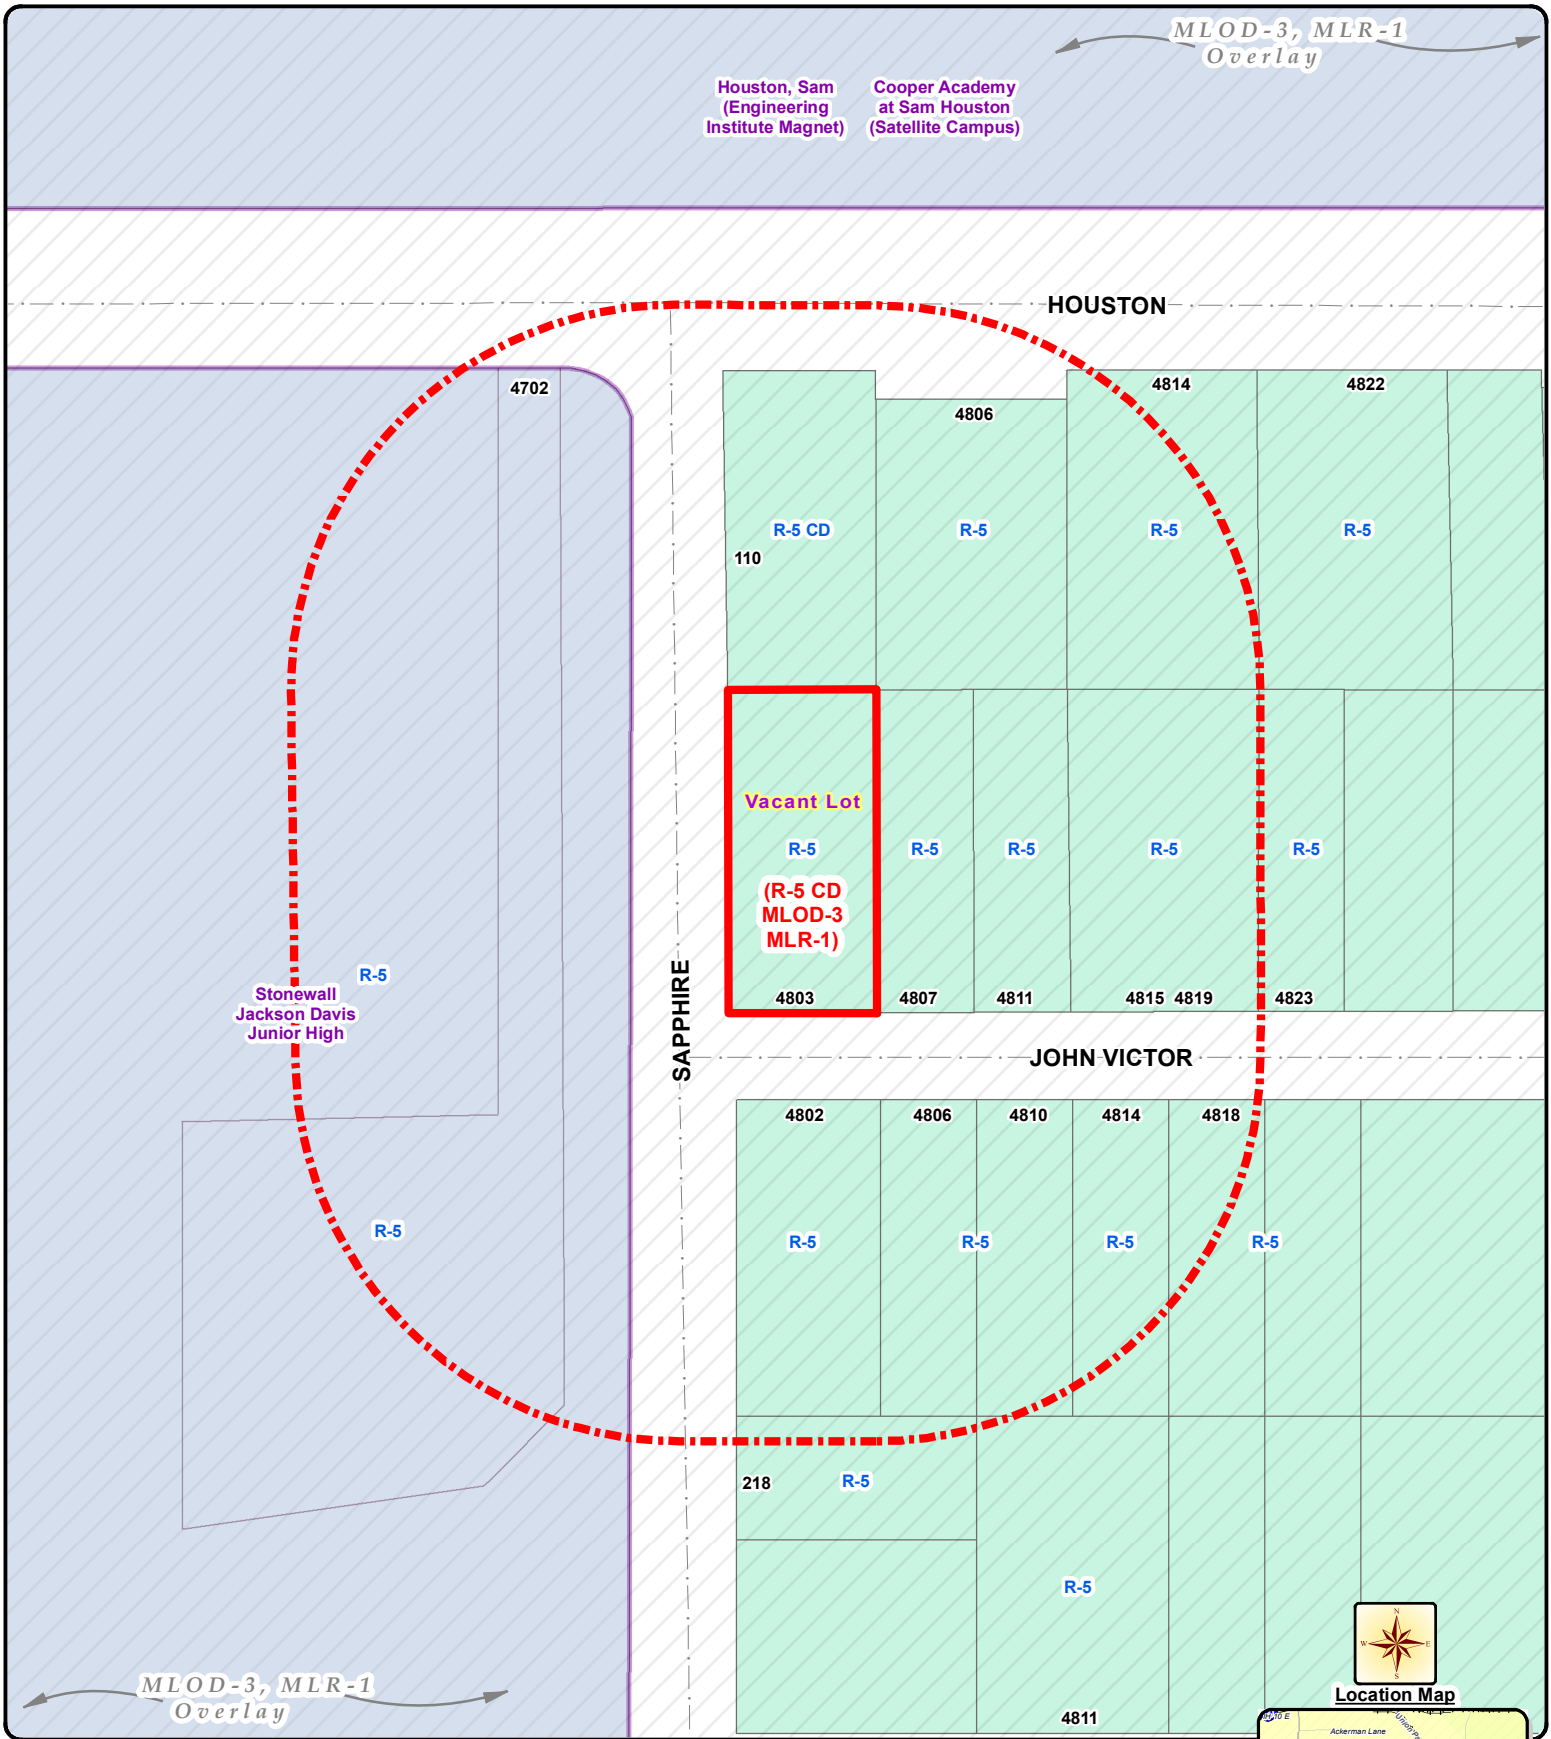 MLOD-3, MLR-1
Overlay
Houston, Sam
(Engineering
Institute Magnet)
Cooper Academy
at Sam Houston
(Satellite Campus)
HOUSTON
4702
4806
4814
4822
R-5 CD
R-5
R-5
R-5
110
Vacant Lot
R-5
R-5
R-5
R-5
R-5
(R-5 CD
MLOD-3
MLR-1)
4803
4807
4811
4815
4819
4823
R-5
Stonewall
Jackson Davis
Junior High
SAPPHIRE
JOHN VICTOR
4802
4806
4810
4814
4818
R-5
R-5
R-5
R-5
R-5
218
R-5
R-5
N
W
E
S
MLOD-3, MLR-1
Overlay
Location Map
4811
IH 10 E
Ackerman Lane